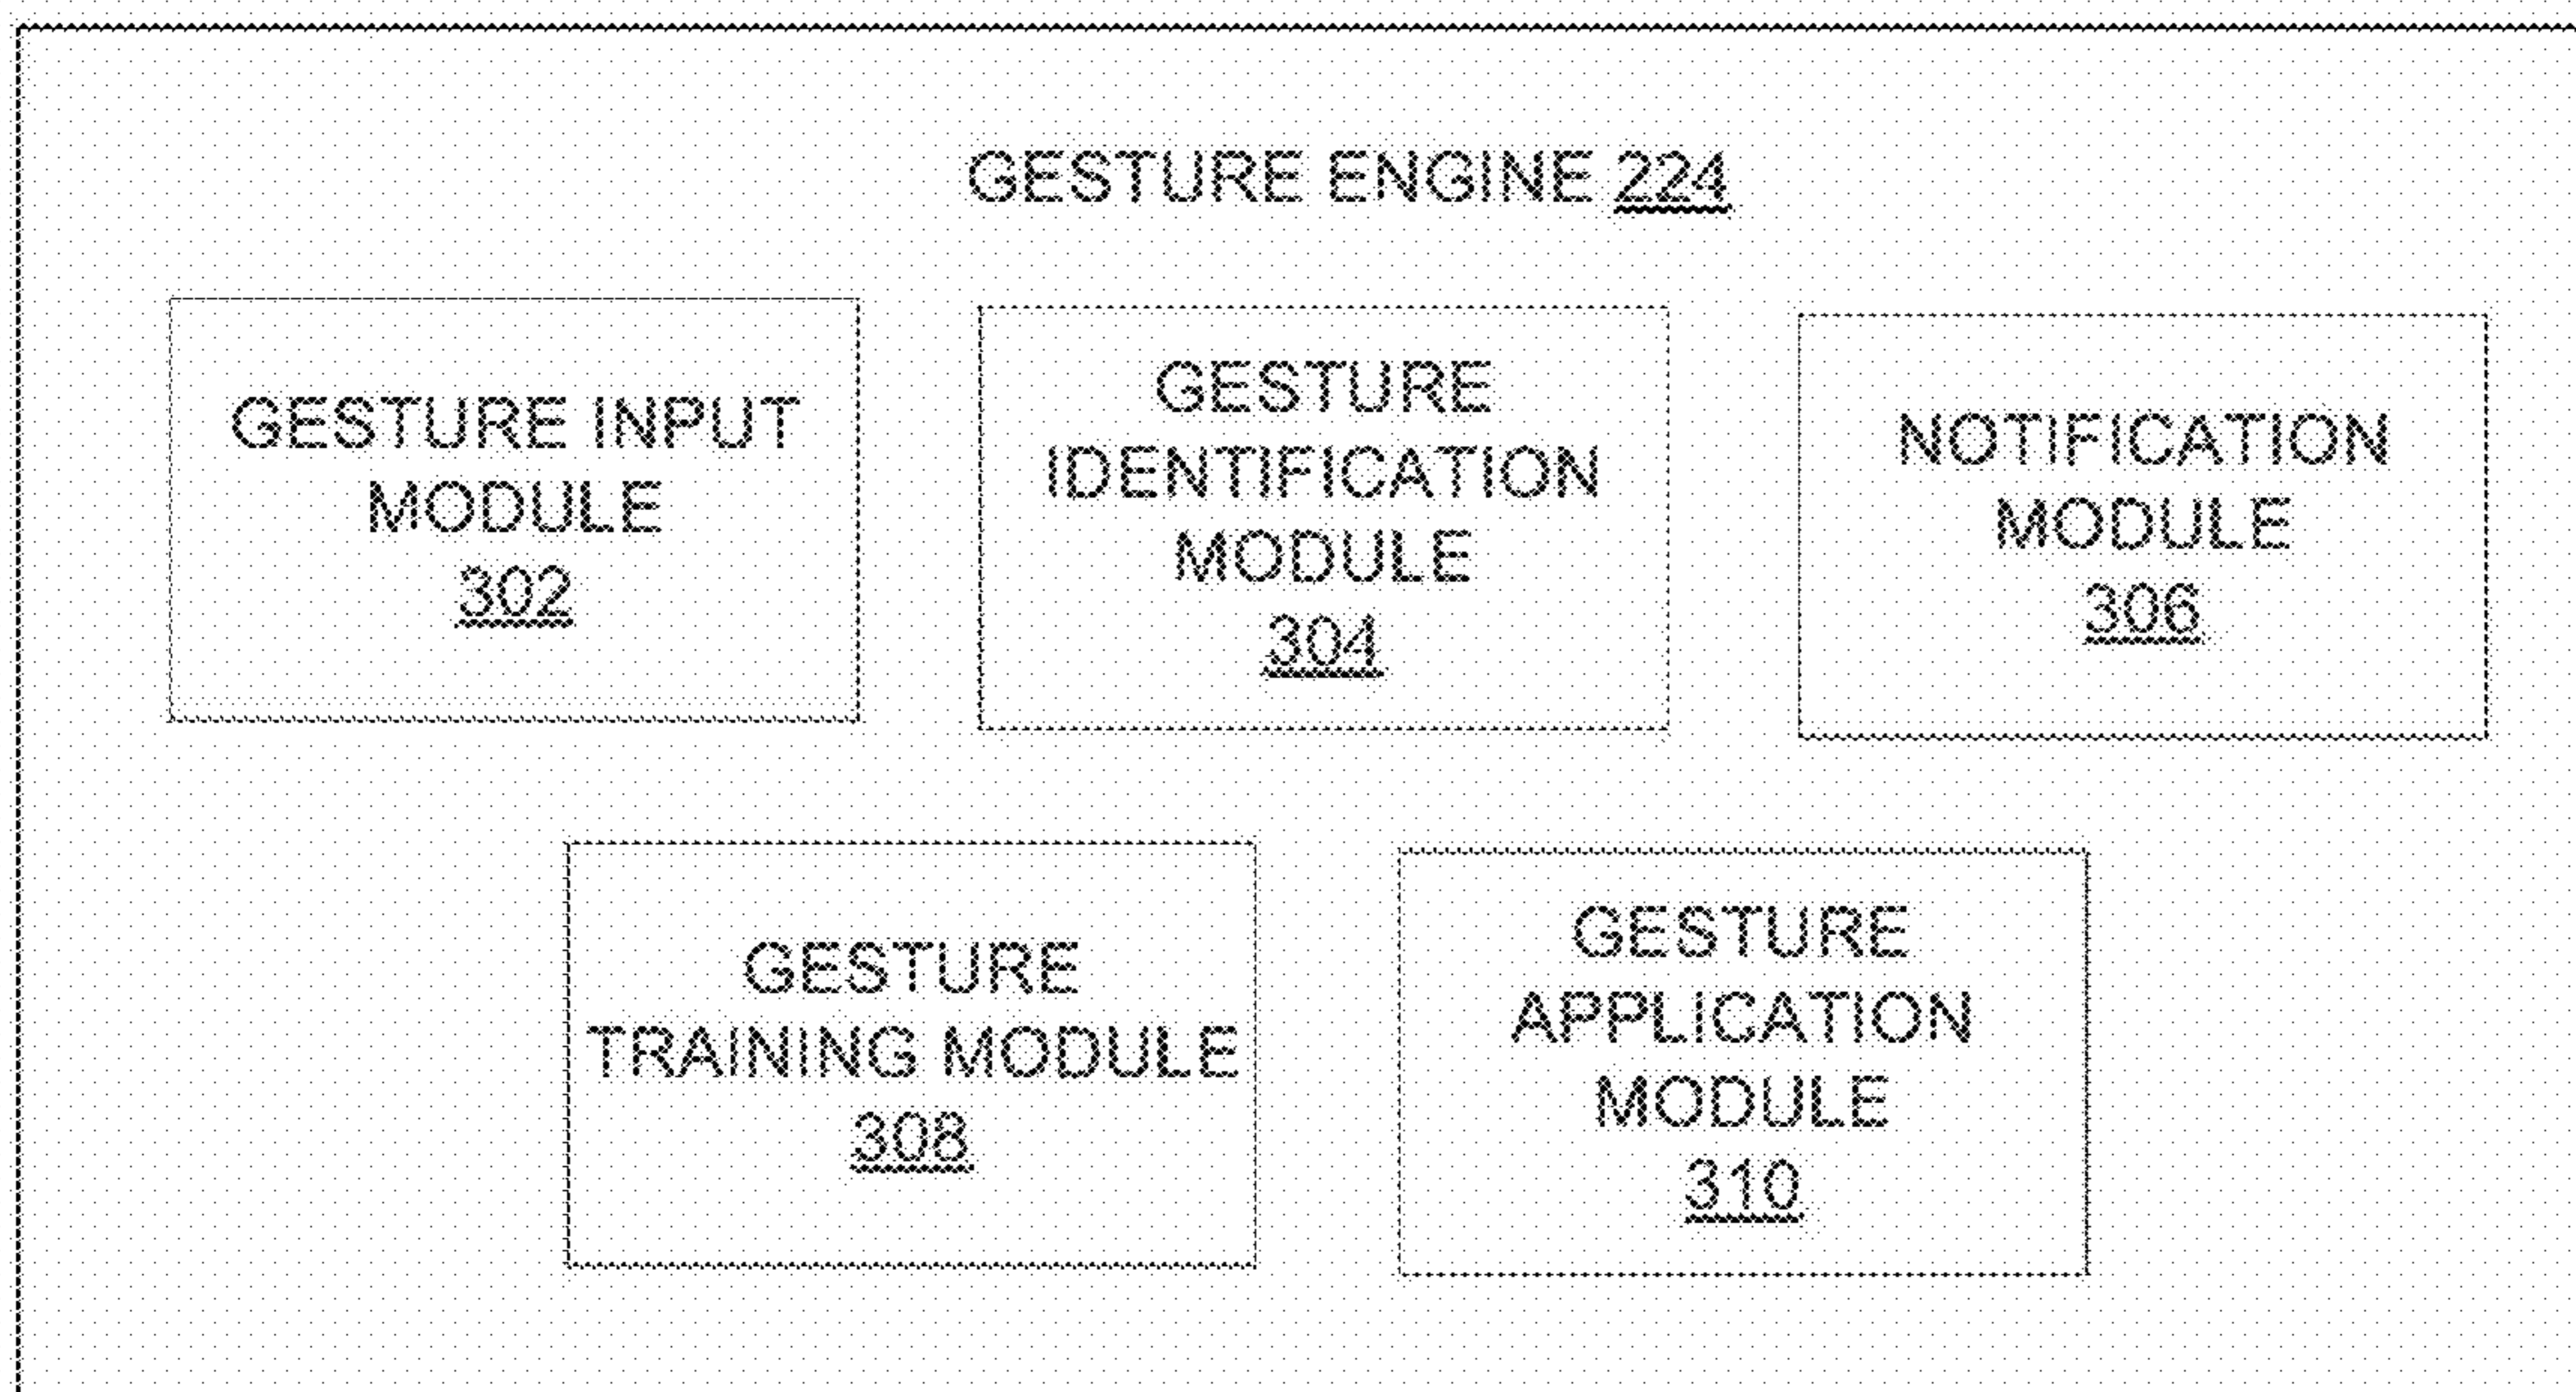 GESTURE ENGINE 224
GESTURE INPUT
MODULE
302
GESTURE
IDENTIFICATION
MODULE
304
NOTIFICATION
MODULE
306
GESTURE
TRAINING MODULE
308
GESTURE
APPLICATION
MODULE
310